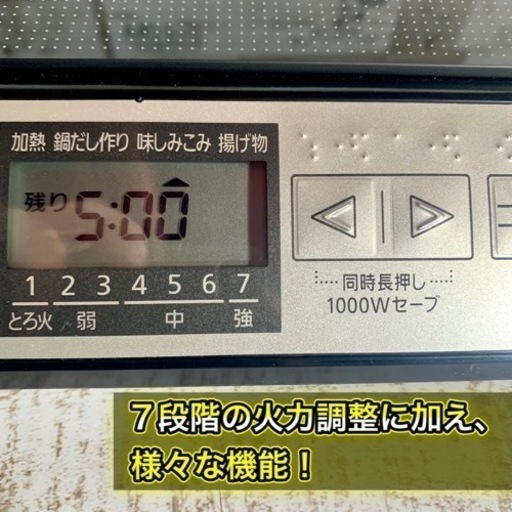 加熱 鍋だし作り 味しみこみ 揚げ物
残り 5:00
1 2 3 4 5 6 7
とろ火 弱 中 強
同時長押し
1000Wセーブ
7段階の火力調整に加え、
様々な機能！